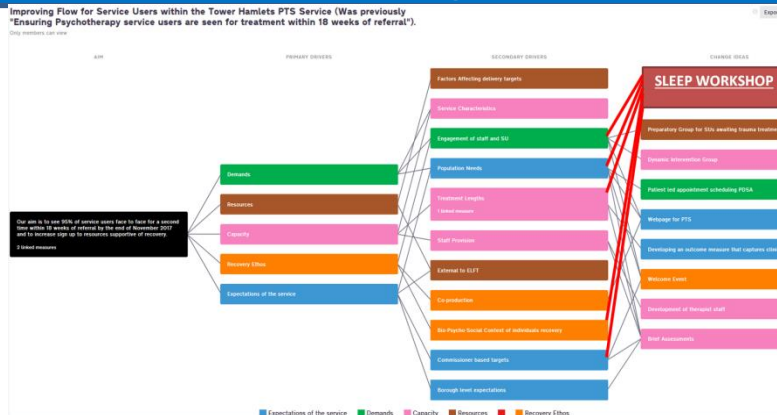 Improving Flow for Service Users within the Tower Hamlets PTS Service (Was previously
"Ensuring Psychotherapy service users are seen for treatment within 18 weeks of referral").
Only members can view
Expo
AIM
PRIMARY DRIVERS
SECONDARY DRIVERS
CHANGE IDEAS
Our aim is to see 95% of service users face to face for a second
time within 18 weeks of referral by the end of November 2017
and to increase sign up to resources supportive of recovery.
2 linked measures
Demands
Resources
Capacity
Recovery Ethos
Expectations of the service
Factors Affecting delivery targets
Service Characteristics
Engagement of staff and SU
Population Needs
Treatment Lengths
1 linked measure
Staff Provision
External to ELFT
Co-production
Bio-Psycho-Social Context of individuals recovery
Commissioner based targets
Borough level expectations
SLEEP WORKSHOP
Preparatory Group for SUs awaiting trauma treatme
Dynamic Intervention Group
Patient led appointment scheduling PDSA
Webpage for PTS
Developing an outcome measure that captures clie
Welcome Event
Development of therapist staff
Brief Assessments
Expectations of the service
Demands
Capacity
Resources
Recovery Ethos